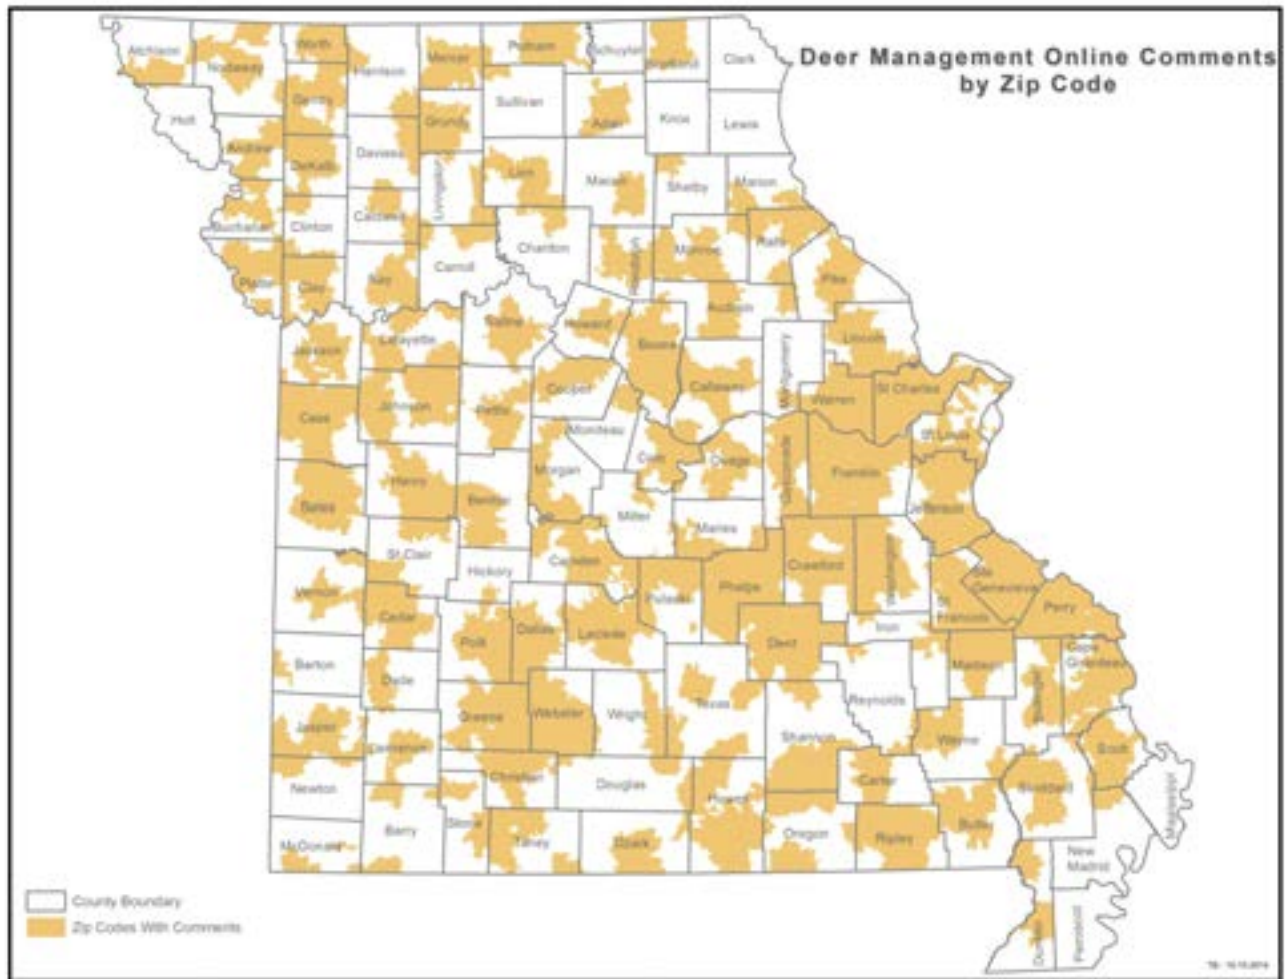 Deer Management Online Comments
by Zip Code
Atchison
Nodaway
Worth
Harrison
Mercer
Putnam
Schuyler
Scotland
Clark
Holt
Gentry
Grundy
Sullivan
Adair
Knox
Lewis
Andrew
DeKalb
Daviess
Livingston
Linn
Macon
Shelby
Marion
Buchanan
Clinton
Caldwell
Chariton
Randolph
Monroe
Ralls
Platte
Clay
Ray
Carroll
Pike
Jackson
Lafayette
Saline
Howard
Boone
Audrain
Montgomery
Lincoln
Cass
Johnson
Pettis
Cooper
Callaway
Warren
St Charles
Moniteau
Morgan
Cole
Osage
Gasconade
Franklin
St Louis
Bates
Henry
Benton
Miller
Maries
Jefferson
St Clair
Hickory
Camden
Pulaski
Phelps
Crawford
Washington
Ste
Genevieve
Vernon
Cedar
Polk
Dallas
Laclede
Dent
Iron
St
Francois
Perry
Barton
Dade
Greene
Webster
Wright
Texas
Reynolds
Madison
Cape
Girardeau
Jasper
Shannon
Wayne
Scott
Newton
Christian
Douglas
Howell
Carter
Stoddard
Mississippi
McDonald
Barry
Stone
Taney
Ozark
Oregon
Ripley
Butler
New
Madrid
Dunklin
Pemiscot
County Boundary
Zip Codes With Comments